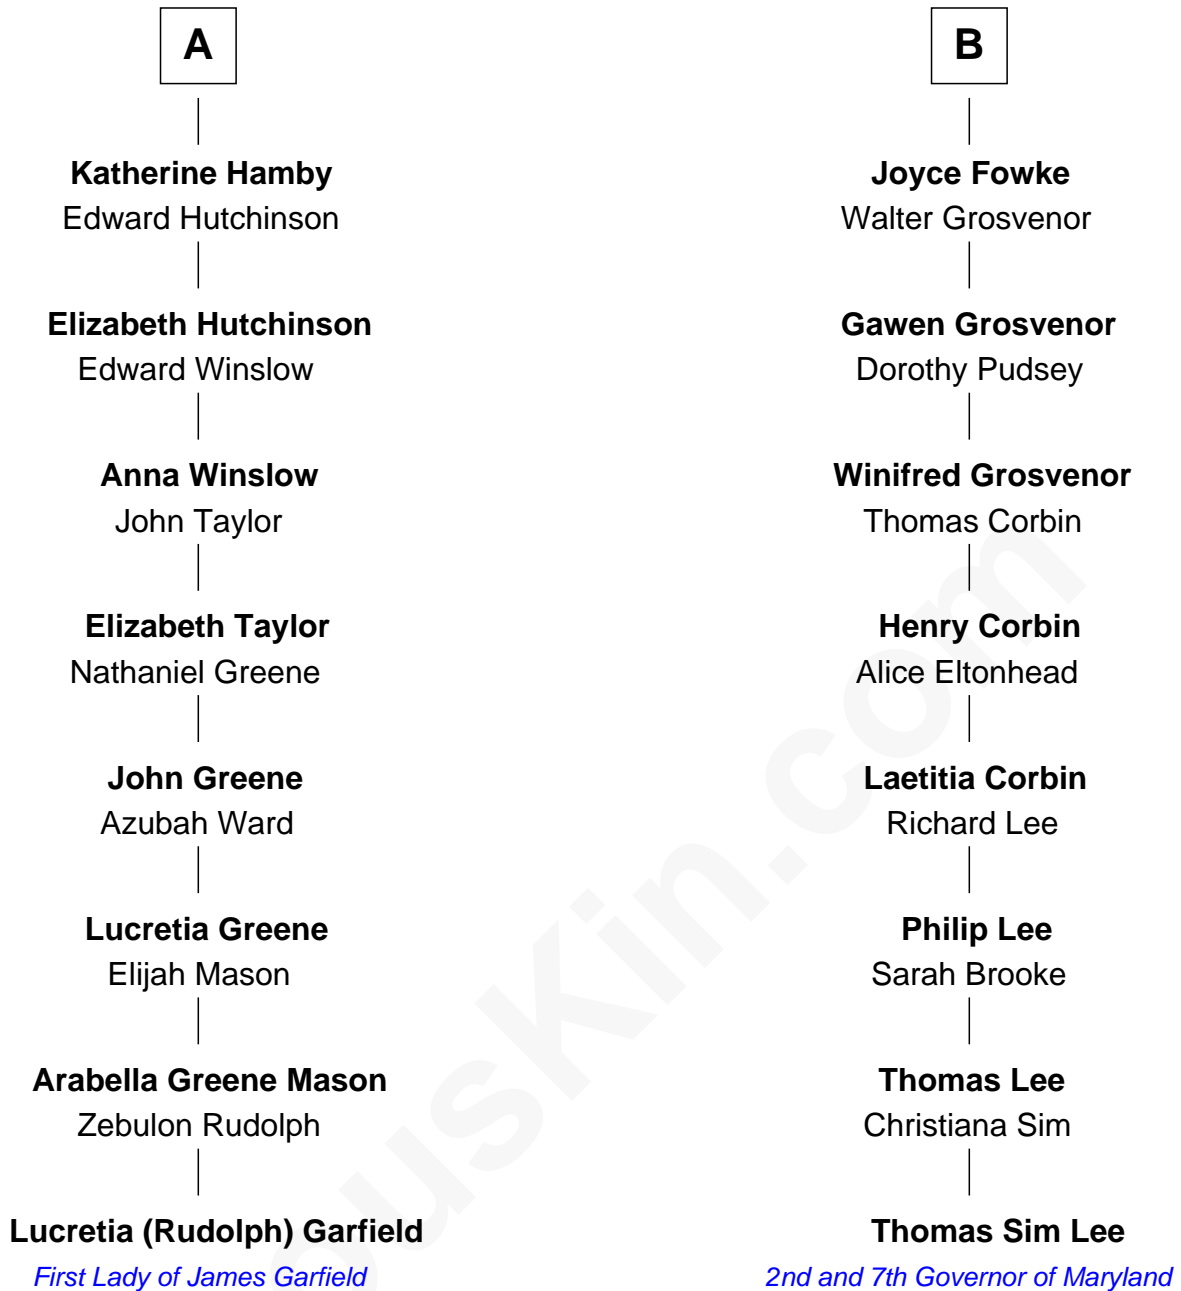 A
B
Katherine Hamby
Edward Hutchinson
Joyce Fowke
Walter Grosvenor
Elizabeth Hutchinson
Edward Winslow
Gawen Grosvenor
Dorothy Pudsey
Anna Winslow
John Taylor
Winifred Grosvenor
Thomas Corbin
Elizabeth Taylor
Nathaniel Greene
Henry Corbin
Alice Eltonhead
John Greene
Azubah Ward
Laetitia Corbin
Richard Lee
Lucretia Greene
Elijah Mason
Philip Lee
Sarah Brooke
Arabella Greene Mason
Zebulon Rudolph
Thomas Lee
Christiana Sim
Lucretia (Rudolph) Garfield
First Lady of James Garfield
Thomas Sim Lee
2nd and 7th Governor of Maryland
ousKin.com